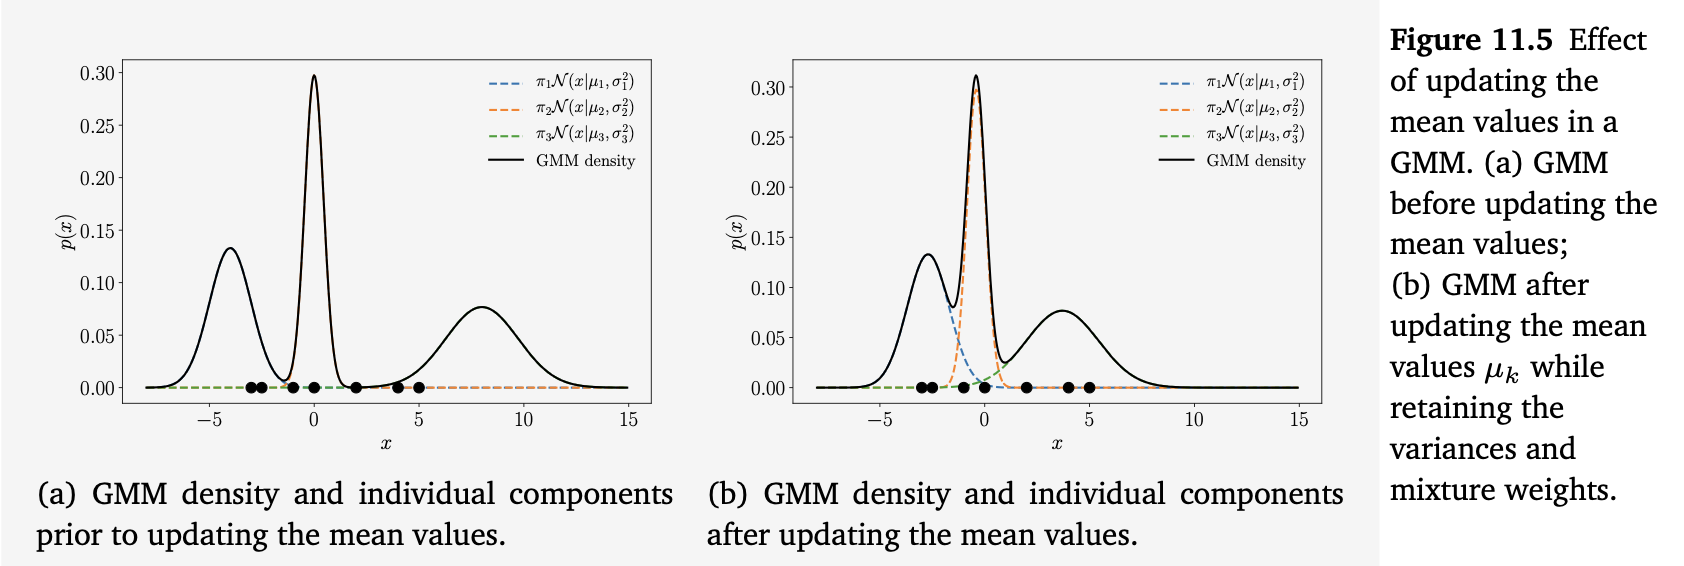 0.30
0.25
0.20
0.15
0.10
0.05
0.00
p(x)
−5
0
5
10
15
x
π₁𝒩(x|μ₁, σ₁²)
π₂𝒩(x|μ₂, σ₂²)
π₃𝒩(x|μ₃, σ₃²)
GMM density
(a) GMM density and individual components
prior to updating the mean values.
0.30
0.25
0.20
0.15
0.10
0.05
0.00
p(x)
−5
0
5
10
15
x
π₁𝒩(x|μ₁, σ₁²)
π₂𝒩(x|μ₂, σ₂²)
π₃𝒩(x|μ₃, σ₃²)
GMM density
(b) GMM density and individual components
after updating the mean values.
Figure 11.5 Effect
of updating the
mean values in a
GMM. (a) GMM
before updating the
mean values;
(b) GMM after
updating the mean
values μₖ while
retaining the
variances and
mixture weights.